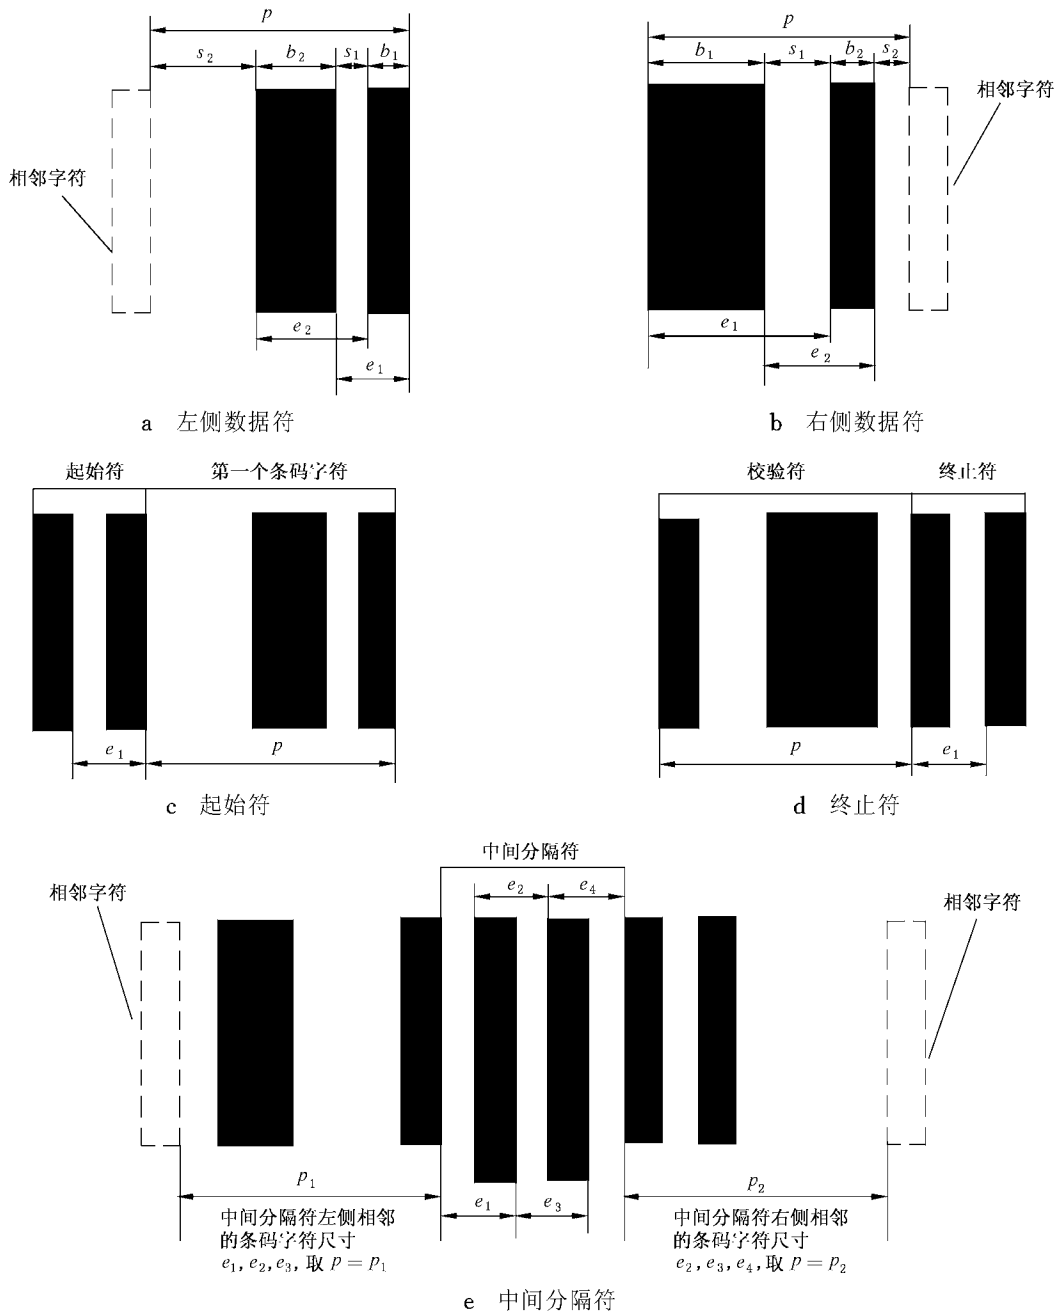 p
p
s₂ b₂ s₁ b₁
b₁ s₁ b₂ s₂
相邻字符
相邻字符
e₂
e₁
e₁
e₂
a 左侧数据符
b 右侧数据符
起始符 第一个条码字符
校验符 终止符
e₁ p
p e₁
c 起始符
d 终止符
中间分隔符
e₂ e₄
相邻字符
相邻字符
p₁
e₁ e₃
p₂
中间分隔符左侧相邻
的条码字符尺寸
e₁,e₂,e₃,取 p=p₁
中间分隔符右侧相邻
的条码字符尺寸
e₂,e₃,e₄,取 p=p₂
e 中间分隔符